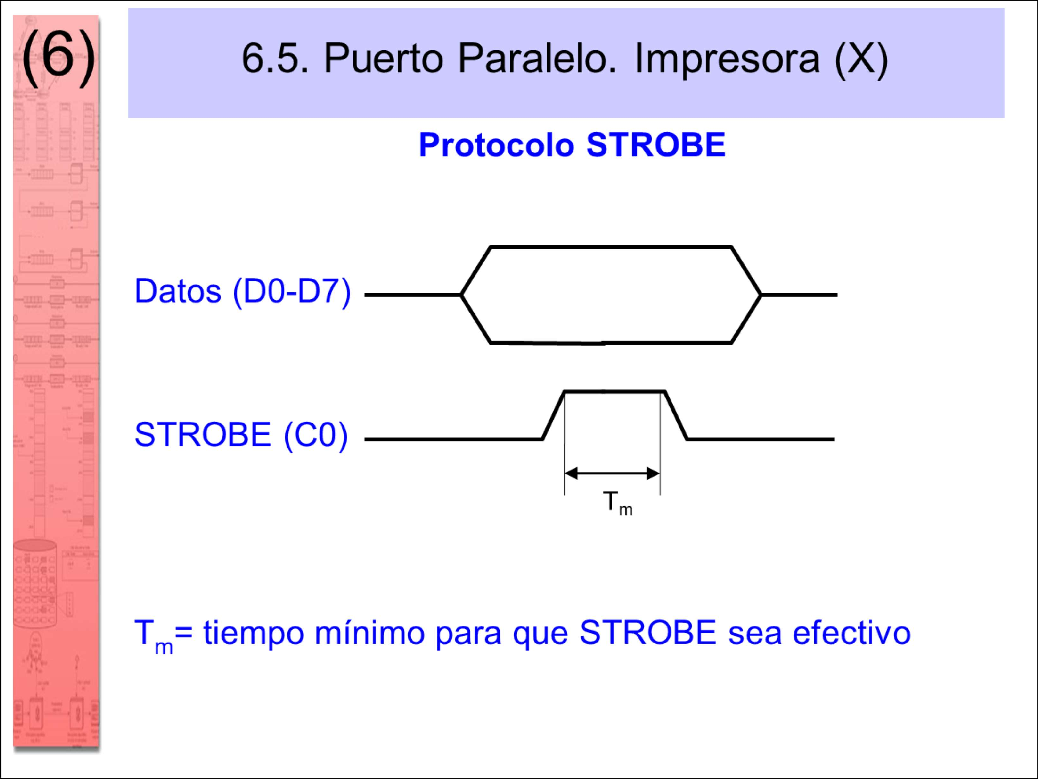 (6)
6.5. Puerto Paralelo. Impresora (X)
Protocolo STROBE
Datos (D0-D7)
STROBE (C0)
Tm
Tm= tiempo mínimo para que STROBE sea efectivo